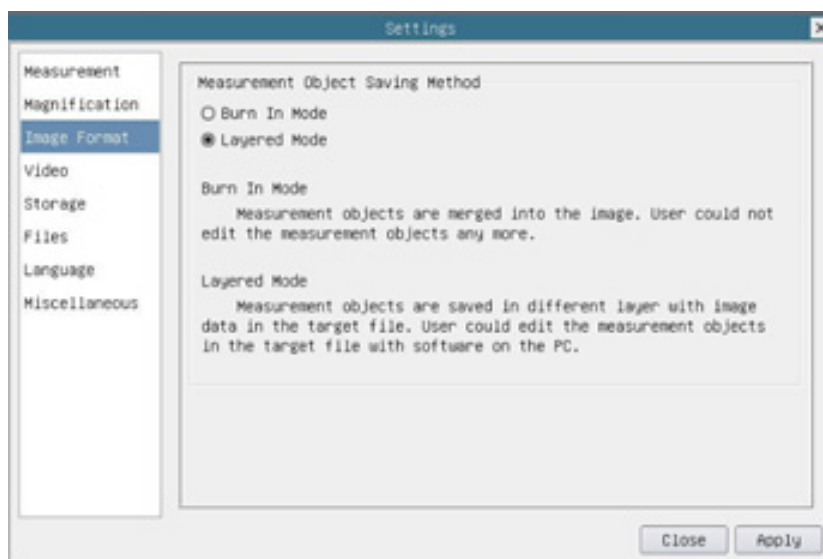 Settings
Measurement
Magnification
Image Format
Video
Storage
Files
Language
Miscellaneous
Measurement Object Saving Method
Burn In Mode
Layered Mode
Burn In Mode
Measurement objects are merged into the image. User could not
edit the measurement objects any more.
Layered Mode
Measurement objects are saved in different layer with image
data in the target file. User could edit the measurement objects
in the target file with software on the PC.
Close
Apply